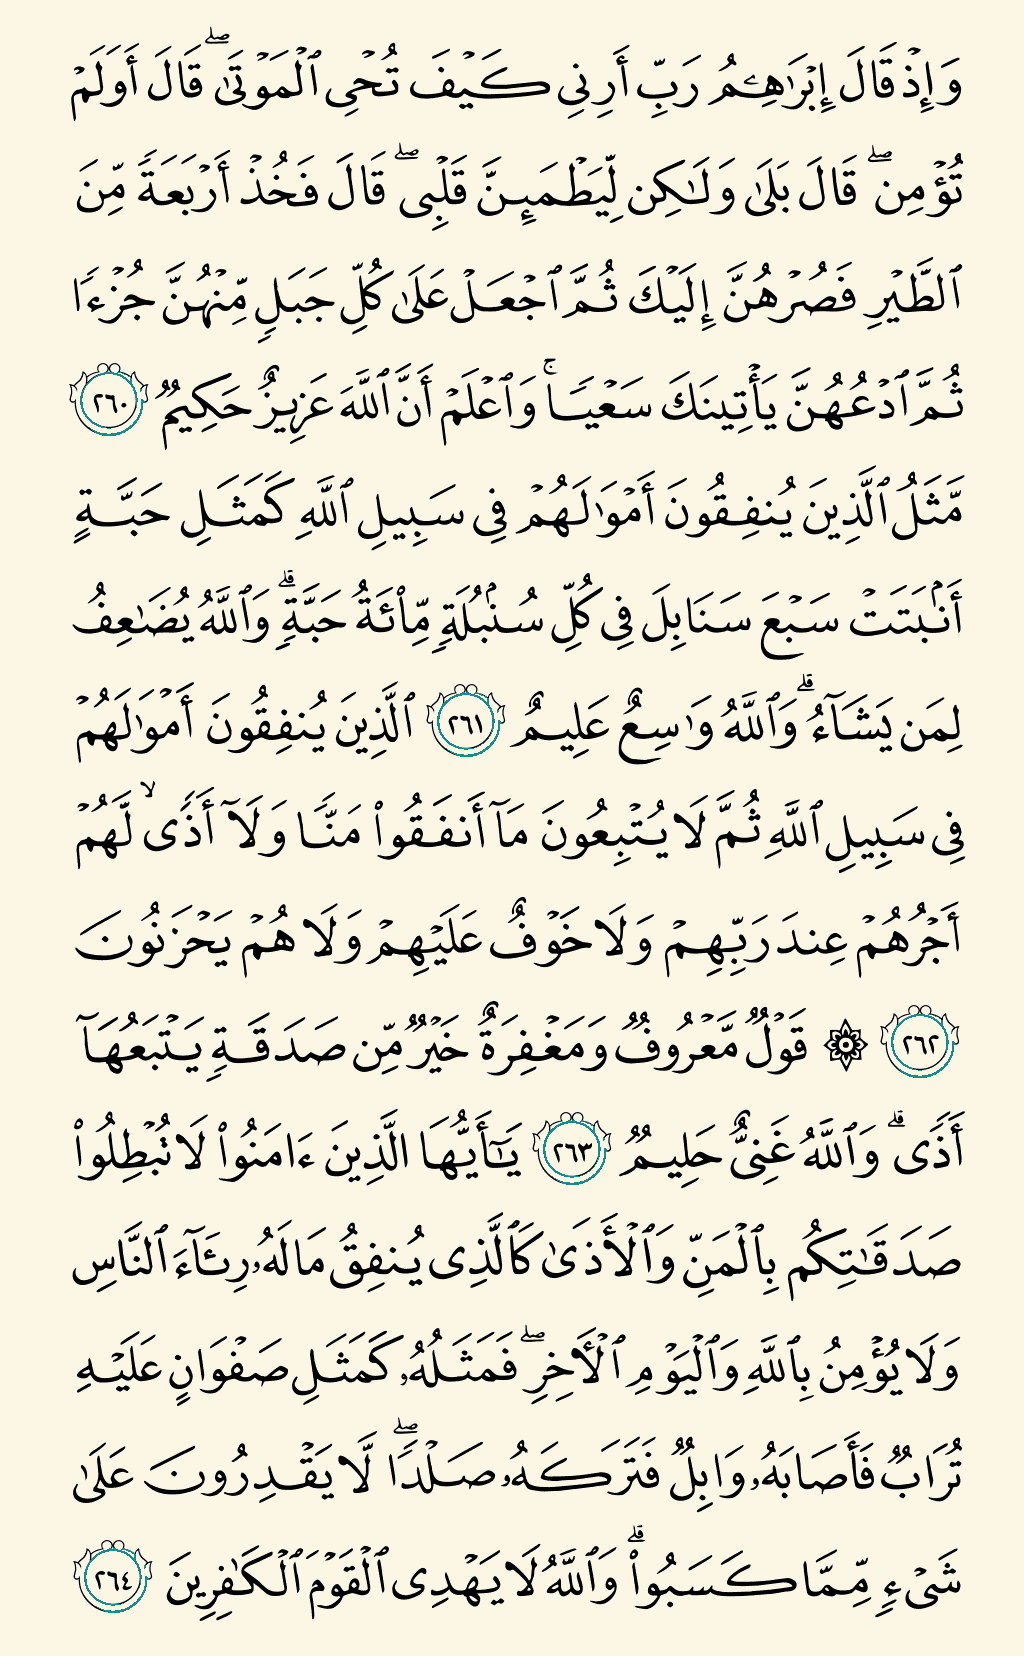 وَإِذۡ قَالَ إِبۡرَٰهِـۧمُ رَبِّ أَرِنِي كَيۡفَ تُحۡيِ ٱلۡمَوۡتَىٰۖ قَالَ أَوَلَمۡ
تُؤۡمِنۖ قَالَ بَلَىٰ وَلَٰكِن لِّيَطۡمَئِنَّ قَلۡبِيۖ قَالَ فَخُذۡ أَرۡبَعَةٗ مِّنَ
ٱلطَّيۡرِ فَصُرۡهُنَّ إِلَيۡكَ ثُمَّ ٱجۡعَلۡ عَلَىٰ كُلِّ جَبَلٖ مِّنۡهُنَّ جُزۡءٗا
ثُمَّ ٱدۡعُهُنَّ يَأۡتِينَكَ سَعۡيٗاۚ وَٱعۡلَمۡ أَنَّ ٱللَّهَ عَزِيزٌ حَكِيمٞ ٢٦٠
مَّثَلُ ٱلَّذِينَ يُنفِقُونَ أَمۡوَٰلَهُمۡ فِي سَبِيلِ ٱللَّهِ كَمَثَلِ حَبَّةٍ
أَنۢبَتَتۡ سَبۡعَ سَنَابِلَ فِي كُلِّ سُنۢبُلَةٖ مِّاْئَةُ حَبَّةٖۗ وَٱللَّهُ يُضَٰعِفُ
لِمَن يَشَآءُۗ وَٱللَّهُ وَٰسِعٌ عَلِيمٌ ٢٦١ ٱلَّذِينَ يُنفِقُونَ أَمۡوَٰلَهُمۡ
فِي سَبِيلِ ٱللَّهِ ثُمَّ لَا يُتۡبِعُونَ مَآ أَنفَقُواْ مَنّٗا وَلَآ أَذٗى لَّهُمۡ
أَجۡرُهُمۡ عِندَ رَبِّهِمۡ وَلَا خَوۡفٌ عَلَيۡهِمۡ وَلَا هُمۡ يَحۡزَنُونَ
٢٦٢ ۞ قَوۡلٞ مَّعۡرُوفٞ وَمَغۡفِرَةٌ خَيۡرٞ مِّن صَدَقَةٖ يَتۡبَعُهَآ
أَذٗىۗ وَٱللَّهُ غَنِيٌّ حَلِيمٞ ٢٦٣ يَٰٓأَيُّهَا ٱلَّذِينَ ءَامَنُواْ لَا تُبۡطِلُواْ
صَدَقَٰتِكُم بِٱلۡمَنِّ وَٱلۡأَذَىٰ كَٱلَّذِي يُنفِقُ مَالَهُۥ رِئَآءَ ٱلنَّاسِ
وَلَا يُؤۡمِنُ بِٱللَّهِ وَٱلۡيَوۡمِ ٱلۡأٓخِرِۖ فَمَثَلُهُۥ كَمَثَلِ صَفۡوَانٍ عَلَيۡهِ
تُرَابٞ فَأَصَابَهُۥ وَابِلٞ فَتَرَكَهُۥ صَلۡدٗاۖ لَّا يَقۡدِرُونَ عَلَىٰ
شَيۡءٖ مِّمَّا كَسَبُواْۗ وَٱللَّهُ لَا يَهۡدِي ٱلۡقَوۡمَ ٱلۡكَٰفِرِينَ ٢٦٤